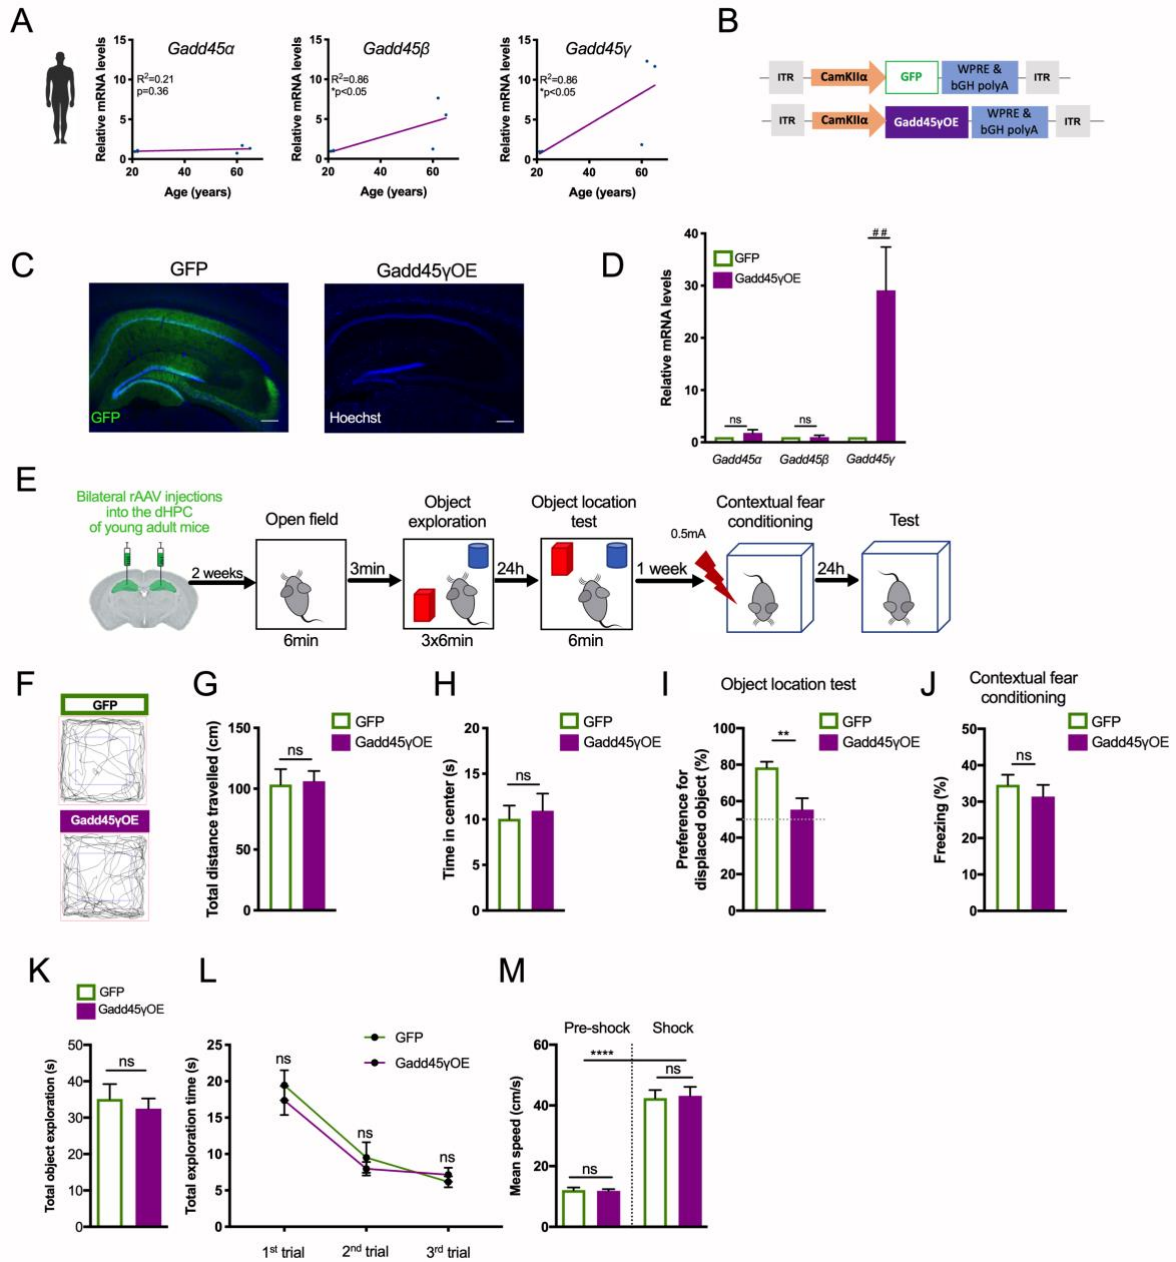 A
Gadd45α
Relative mRNA levels
15
10
5
0
R²=0.21
p=0.36
20
40
60
Age (years)
Gadd45β
Relative mRNA levels
15
10
5
0
R²=0.86
*p<0.05
20
40
60
Age (years)
Gadd45γ
Relative mRNA levels
15
10
5
0
R²=0.86
*p<0.05
20
40
60
Age (years)
B
ITR
CamKIIα
GFP
WPRE &
bGH polyA
ITR
ITR
CamKIIα
Gadd45γOE
WPRE &
bGH polyA
ITR
C
GFP
Gadd45γOE
GFP
Hoechst
D
GFP
Gadd45γOE
Relative mRNA levels
40
30
20
10
0
ns
ns
##
Gadd45α
Gadd45β
Gadd45γ
E
Bilateral rAAV injections
into the dHPC
of young adult mice
2 weeks
Open field
6min
3min
Object
exploration
3x6min
24h
Object location
test
6min
1 week
0.5mA
Contextual fear
conditioning
24h
Test
F
GFP
Gadd45γOE
G
GFP
Gadd45γOE
Total distance travelled (cm)
150
100
50
0
ns
H
GFP
Gadd45γOE
Time in center (s)
20
15
10
5
0
ns
I
Object location test
GFP
Gadd45γOE
Preference for
displaced object (%)
100
80
60
40
20
0
**
J
Contextual fear
conditioning
GFP
Gadd45γOE
Freezing (%)
50
40
30
20
10
0
ns
K
GFP
Gadd45γOE
Total object exploration (s)
50
40
30
20
10
0
ns
L
GFP
Gadd45γOE
Total exploration time (s)
25
20
15
10
5
0
ns
ns
ns
1st trial
2nd trial
3rd trial
M
Pre-shock
Shock
Mean speed (cm/s)
60
40
20
0
****
ns
ns